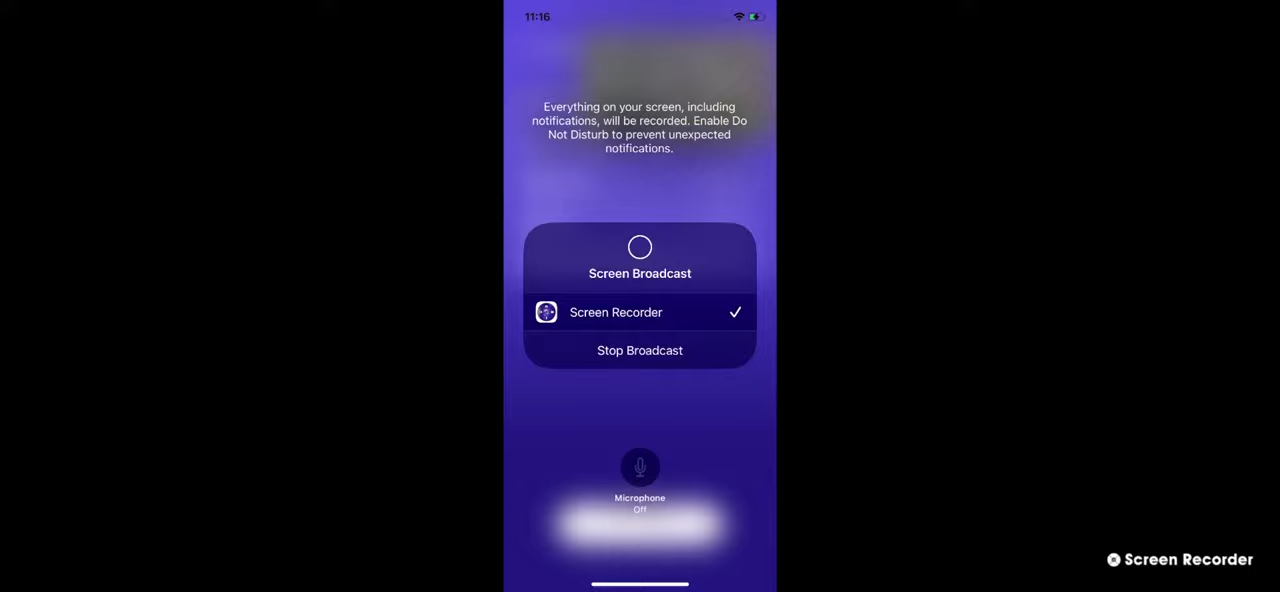 11:16
Everything on your screen, including
notifications, will be recorded. Enable Do
Not Disturb to prevent unexpected
notifications.
Screen Broadcast
Screen Recorder
Stop Broadcast
Microphone
Off
Screen Recorder